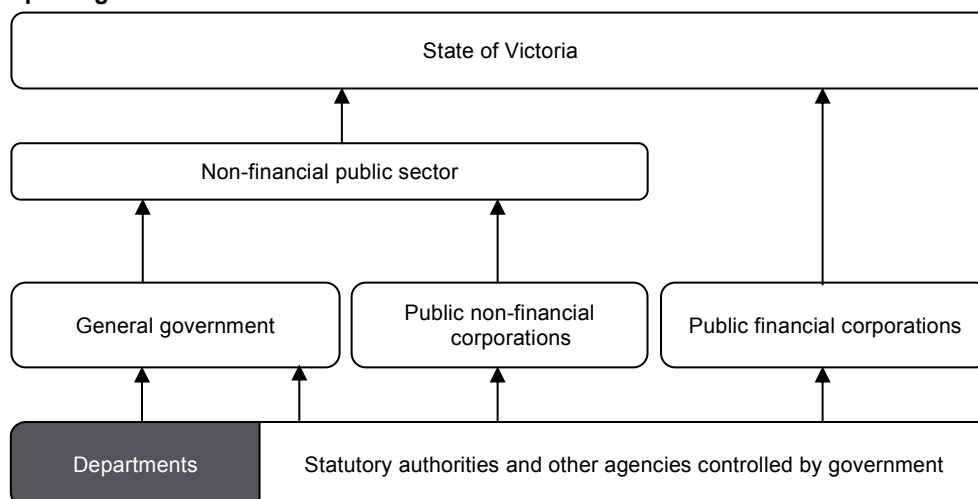 State of Victoria
Non-financial public sector
General government
Public non-financial
corporations
Public financial corporations
Departments
Statutory authorities and other agencies controlled by government